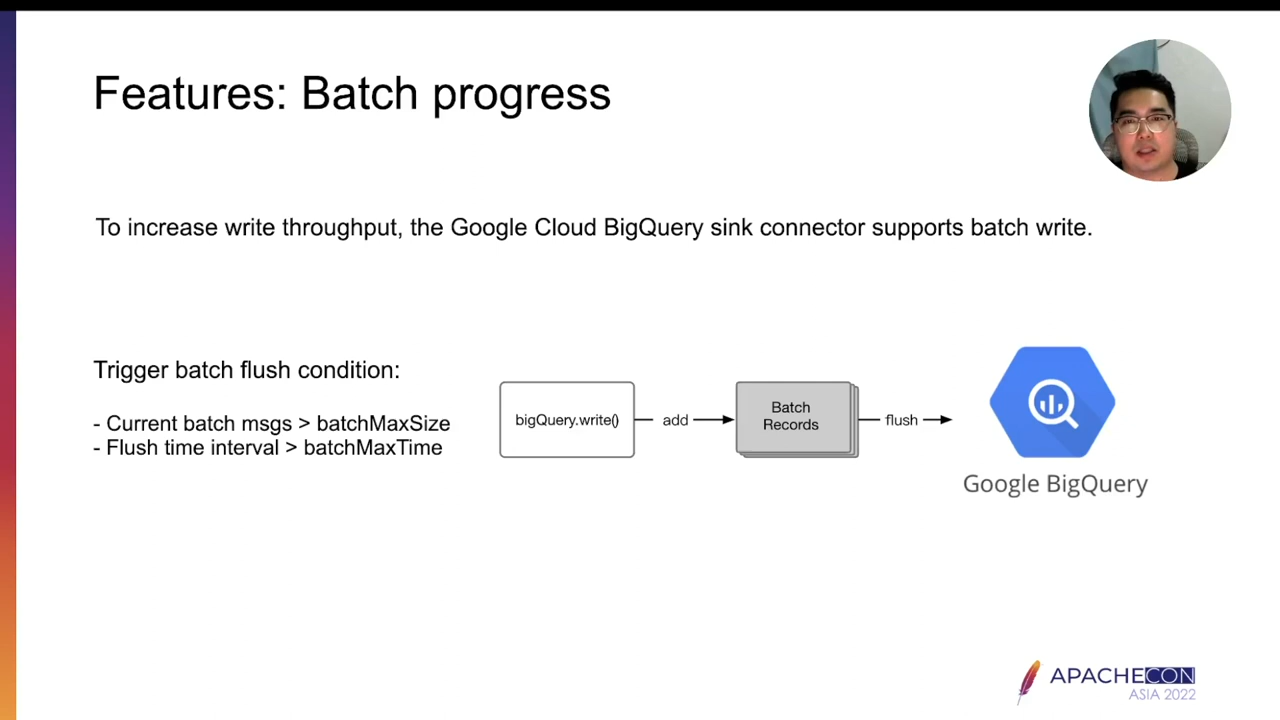 Features: Batch progress
To increase write throughput, the Google Cloud BigQuery sink connector supports batch write.
Trigger batch flush condition:
- Current batch msgs > batchMaxSize
- Flush time interval > batchMaxTime
bigQuery.write()
add
Batch
Records
flush
Google BigQuery
APACHECON
ASIA 2022